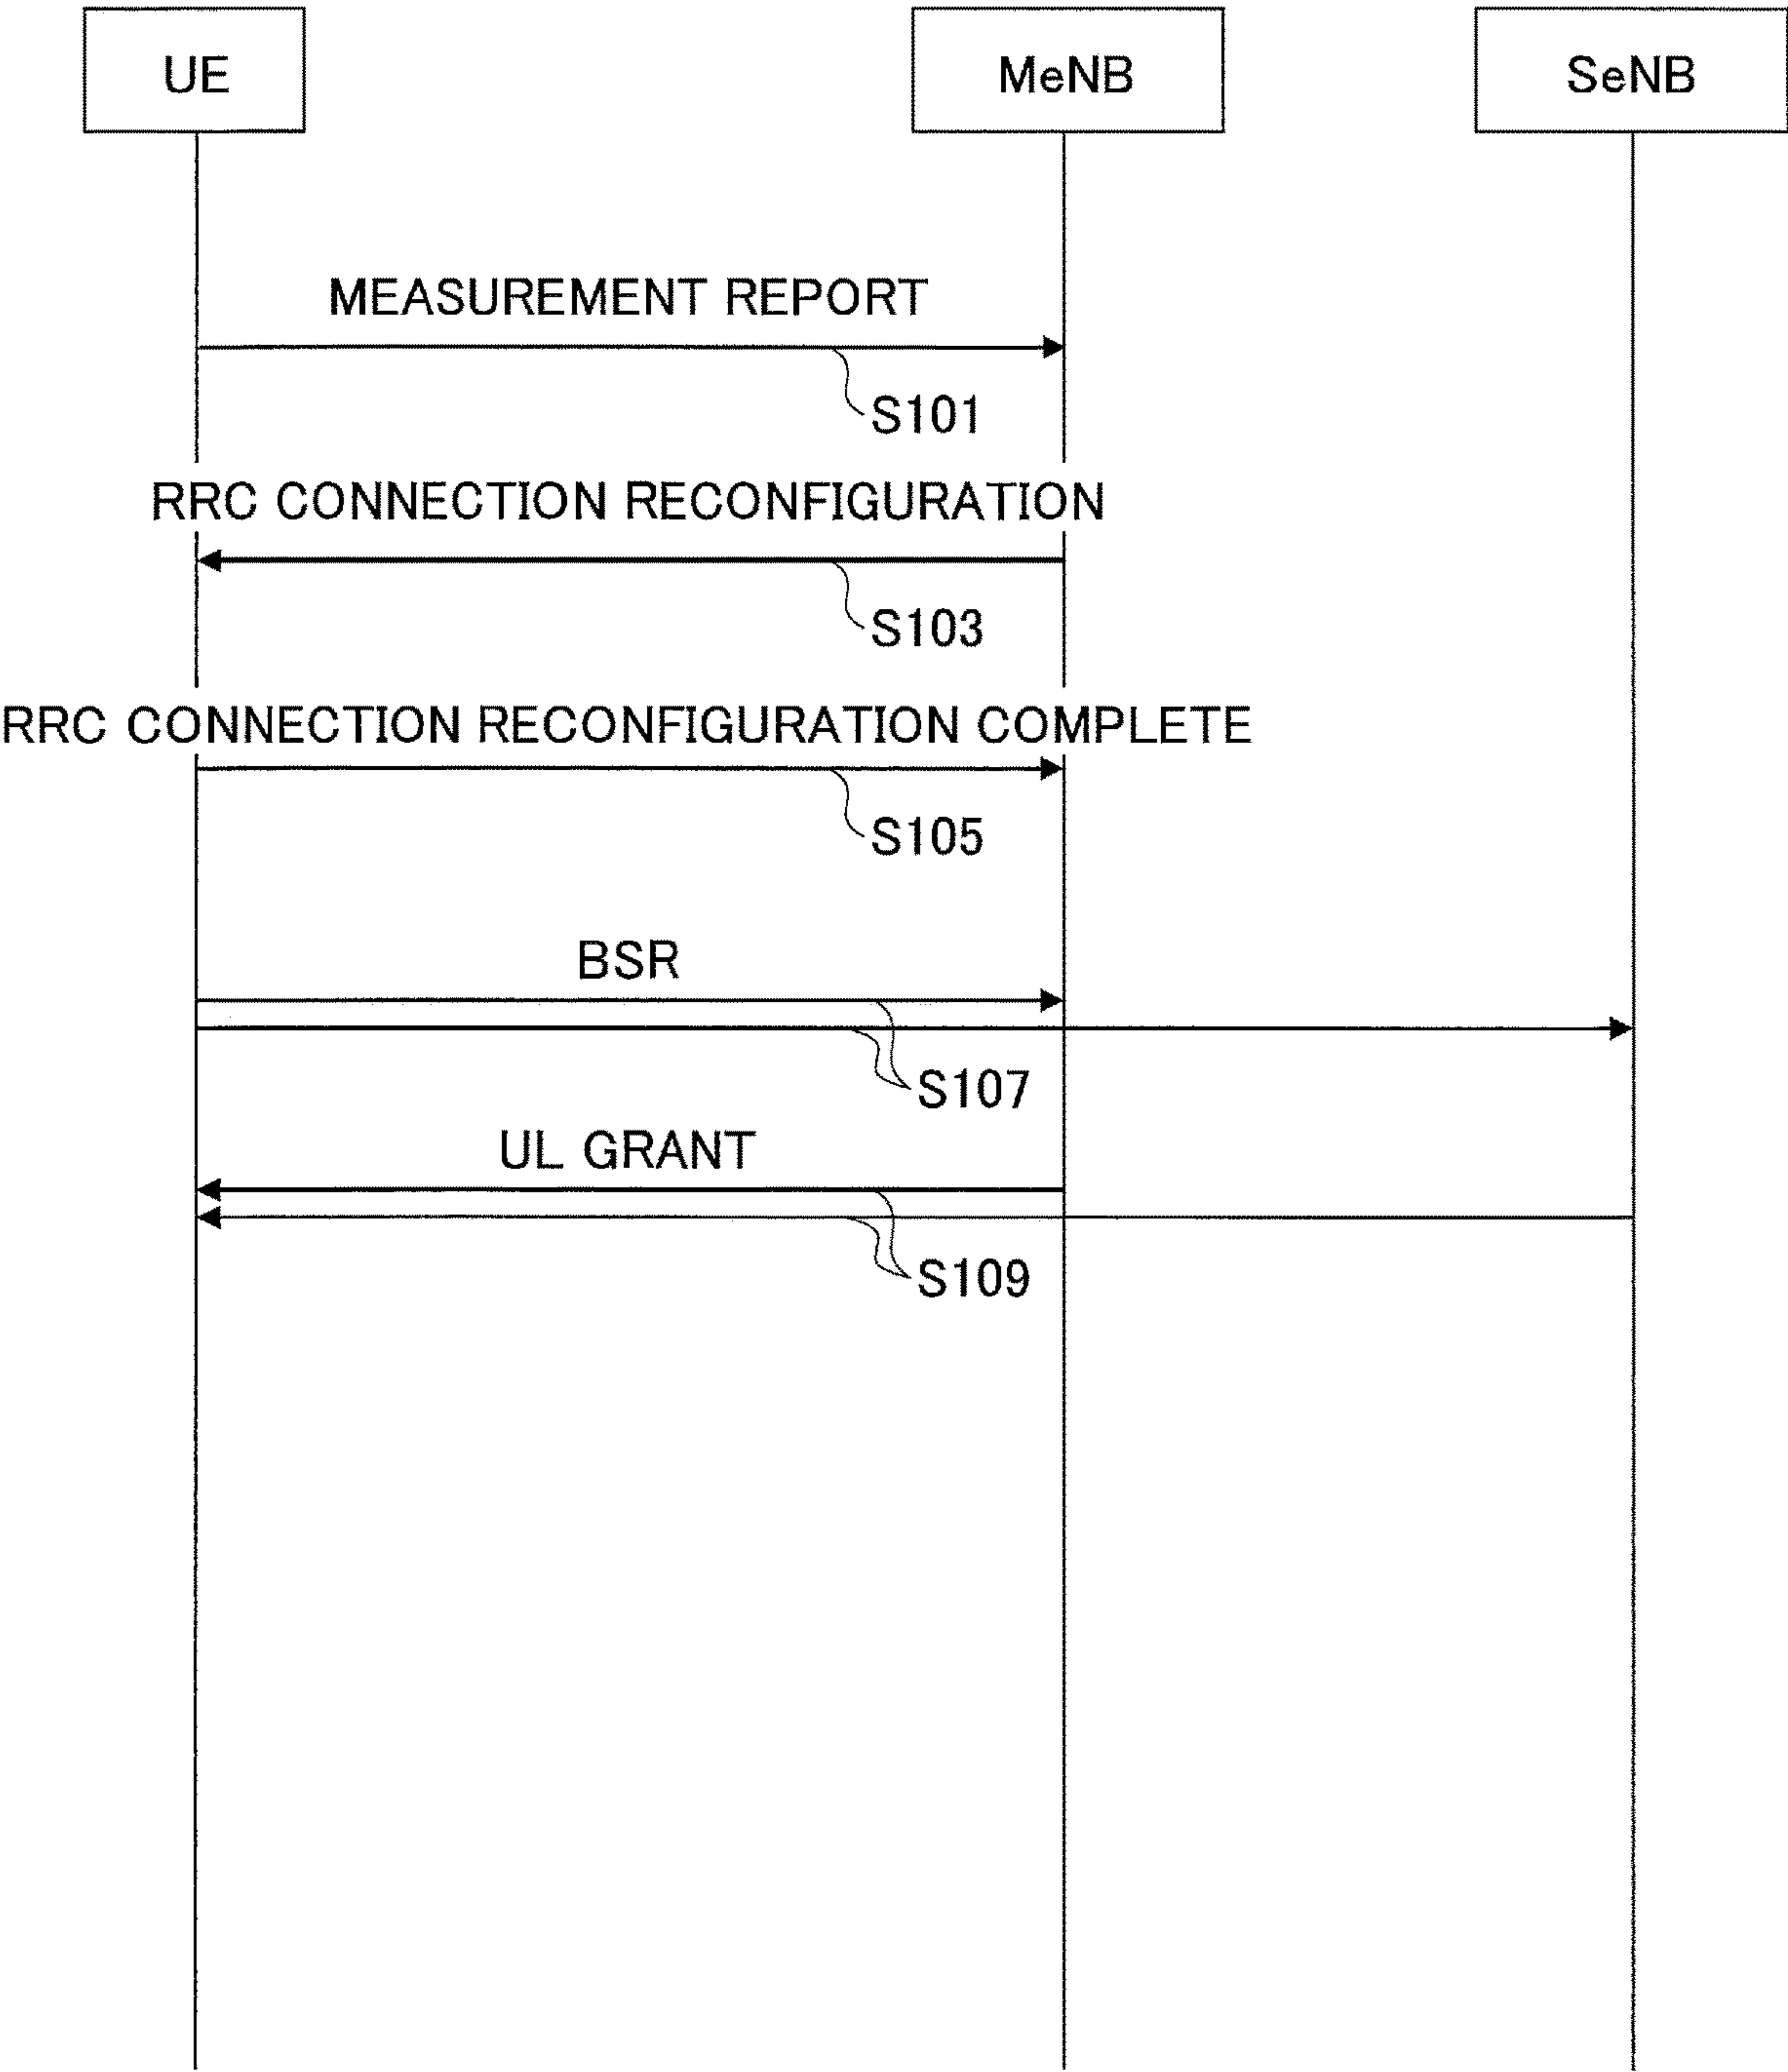 UE MeNB SeNB
MEASUREMENT REPORT
S101
RRC CONNECTION RECONFIGURATION
S103
RRC CONNECTION RECONFIGURATION COMPLETE
S105
BSR
S107
UL GRANT
S109